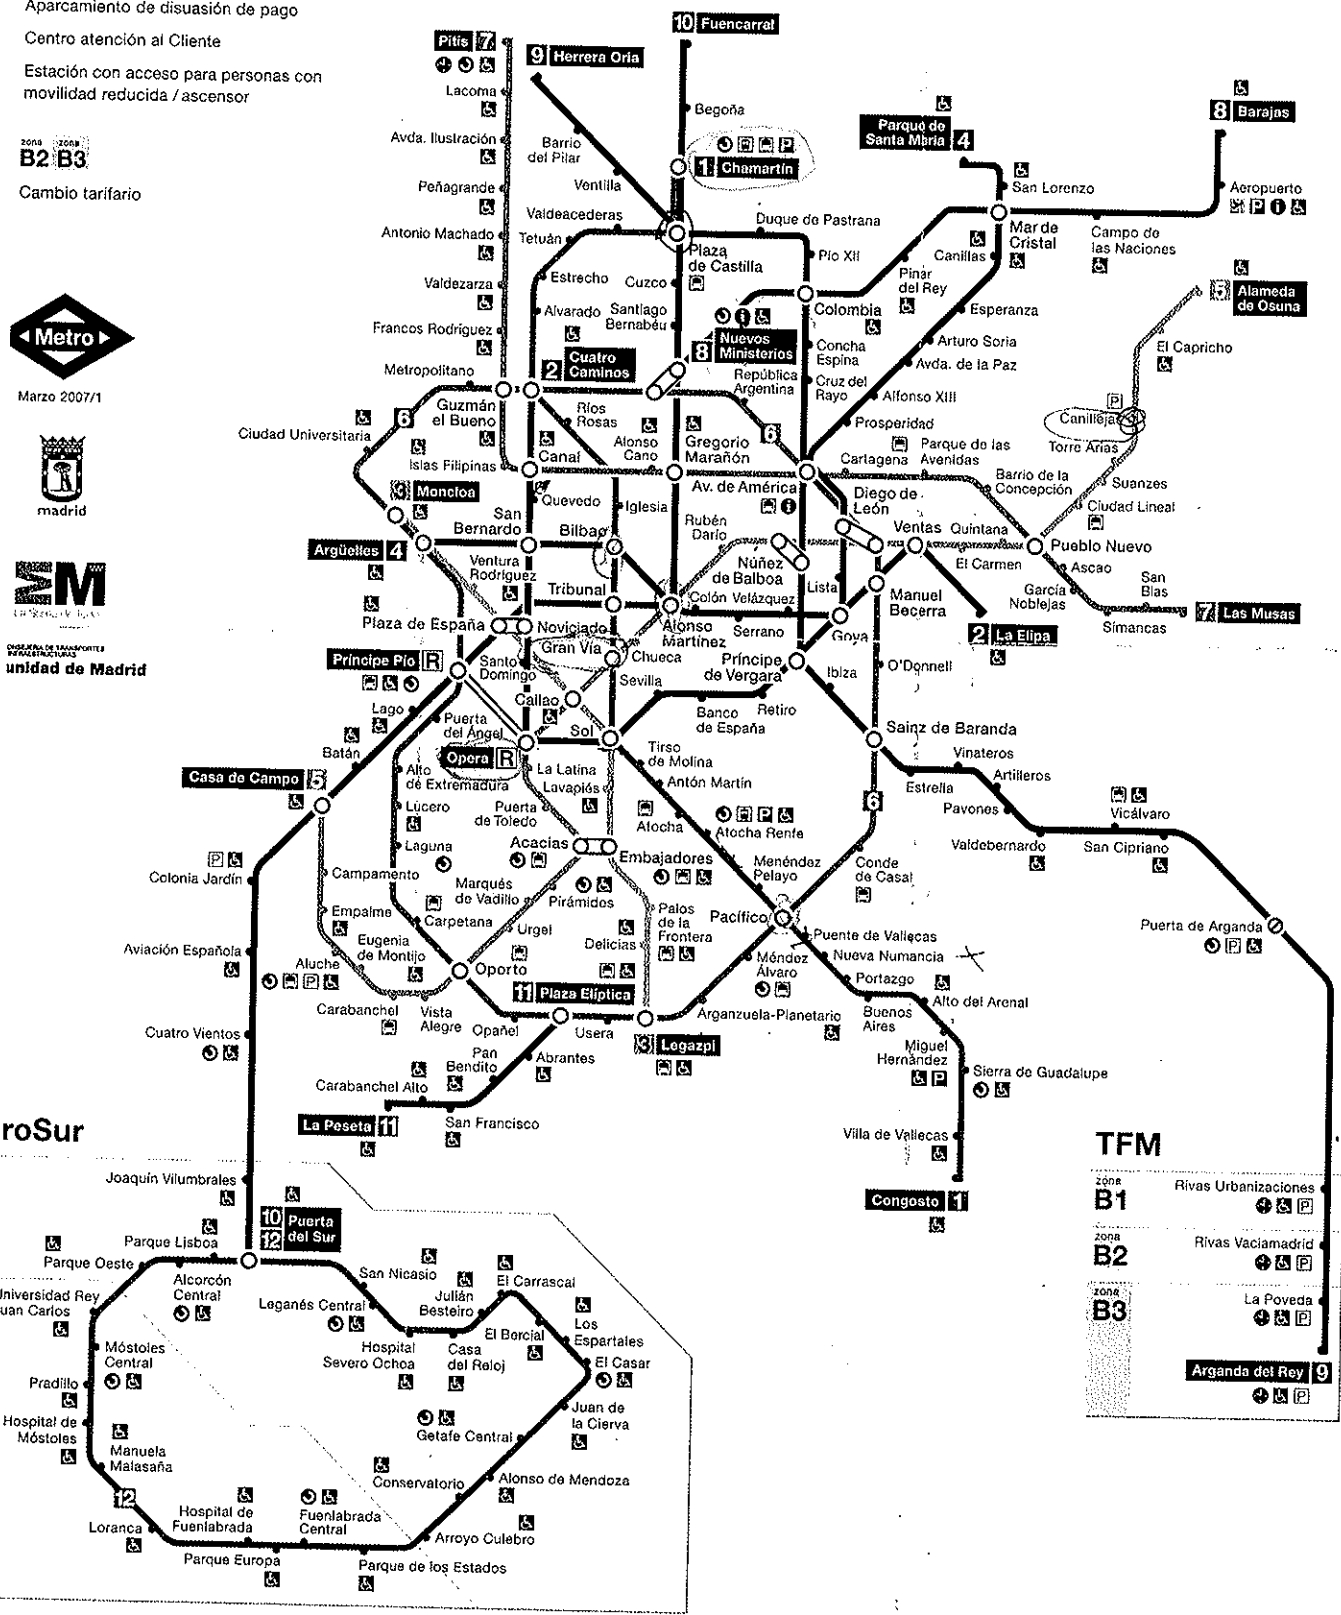 Aparcamiento de disuasión de pago
Centro atención al Cliente
Estación con acceso para personas con
movilidad reducida / ascensor
zona zona
B2 B3
Cambio tarifario
Metro
Marzo 2007/1
madrid
M
unidad de Madrid
Pitis 7
9 Herrera Oria
10 Fuencarral
Lacoma
Begoña
Avda. Ilustración
Barrio
del Pilar
1 Chamartín
Parque de
Santa María 4
8 Barajas
Peñagrande
Ventilla
San Lorenzo
Aeropuerto
Valdeacederas
Duque de Pastrana
Antonio Machado
Tetuán
Plaza
de Castilla
Pío XII
Mar de
Cristal
Campo de
las Naciones
Canillas
Valdezarza
Estrecho
Cuzco
Pinar
del Rey
5 Alameda
de Osuna
Francos Rodríguez
Alvarado
Santiago
Bernabéu
Colombia
Esperanza
8 Nuevos
Ministerios
Concha
Espina
Arturo Soria
El Capricho
Metropolitano
2 Cuatro
Caminos
República
Argentina
Cruz del
Rayo
Avda. de la Paz
6
Guzmán
el Bueno
Ríos
Rosas
Alfonso XIII
Canillejas
Ciudad Universitaria
Alonso
Cano
Gregorio
Marañón
6
Prosperidad
Torre Arias
Islas Filipinas
Canal
Cartagena
Parque de las
Avenidas
Barrio de la
Concepción
Suanzes
3 Moncloa
Quevedo
Iglesia
Av. de América
Diego de
León
Ciudad Lineal
San
Bernardo
Bilbao
Rubén
Darío
Ventas
Quintana
Pueblo Nuevo
Argüelles 4
Ventura
Rodríguez
Núñez
de Balboa
El Carmen
Ascao
Tribunal
Lista
Manuel
Becerra
García
Noblejas
San
Blas
Colón Velázquez
Simancas
7 Las Musas
Plaza de España
Noviciado
Alonso
Martínez
Serrano
Goya
2 La Elipa
Gran Vía
Chueca
Príncipe Pío R
Santo
Domingo
Sevilla
Príncipe
de Vergara
Ibiza
O'Donnell
Lago
Callao
Banco
de España
Retiro
Puerta
del Ángel
Sol
Sainz de Baranda
Batán
Opera R
La Latina
Tirso
de Molina
Vinateros
Casa de Campo 5
Alto
de Extremadura
Lavapiés
Antón Martín
Estrella
Artilleros
Lucero
Puerta
de Toledo
Atocha
Atocha Renfe
6
Pavones
Vicálvaro
Laguna
Acacias
Embajadores
Menéndez
Pelayo
Conde
de Casal
Valdebernardo
San Cipriano
Colonia Jardín
Campamento
Marqués
de Vadillo
Pirámides
Empalme
Carpetana
Urgel
Palos
de la
Frontera
Pacífico
Puerta de Arganda
Aviación Española
Eugenia
de Montijo
Delicias
Puente de Vallecas
Nueva Numancia
Aluche
Oporto
Méndez
Álvaro
Portazgo
Carabanchel
Vista
Alegre
11 Plaza Elíptica
Arganzuela-Planetario
Buenos
Aires
Alto del Arenal
Cuatro Vientos
Opañel
Usera
3 Legazpi
Miguel
Hernández
Pan
Bendito
Abrantes
Sierra de Guadalupe
Carabanchel Alto
La Peseta 11
San Francisco
Villa de Vallecas
Congosto 1
roSur
TFM
Joaquín Vilumbrales
zona
B1
Rivas Urbanizaciones
10
12 Puerta
del Sur
zona
B2
Rivas Vaciamadrid
Parque Lisboa
Parque Oeste
Alcorcón
Central
San Nicasio
El Carrascal
zona
B3
La Poveda
Universidad Rey
Juan Carlos
Leganés Central
Julián
Besteiro
Los
Espartales
Móstoles
Central
Hospital
Severo Ochoa
Casa
del Reloj
El Bercial
El Casar
Arganda del Rey 9
Pradillo
Juan de
la Cierva
Hospital de
Móstoles
Getafe Central
Manuela
Malasaña
Conservatorio
Alonso de Mendoza
12
Loranca
Hospital de
Fuenlabrada
Fuenlabrada
Central
Arroyo Culebro
Parque Europa
Parque de los Estados